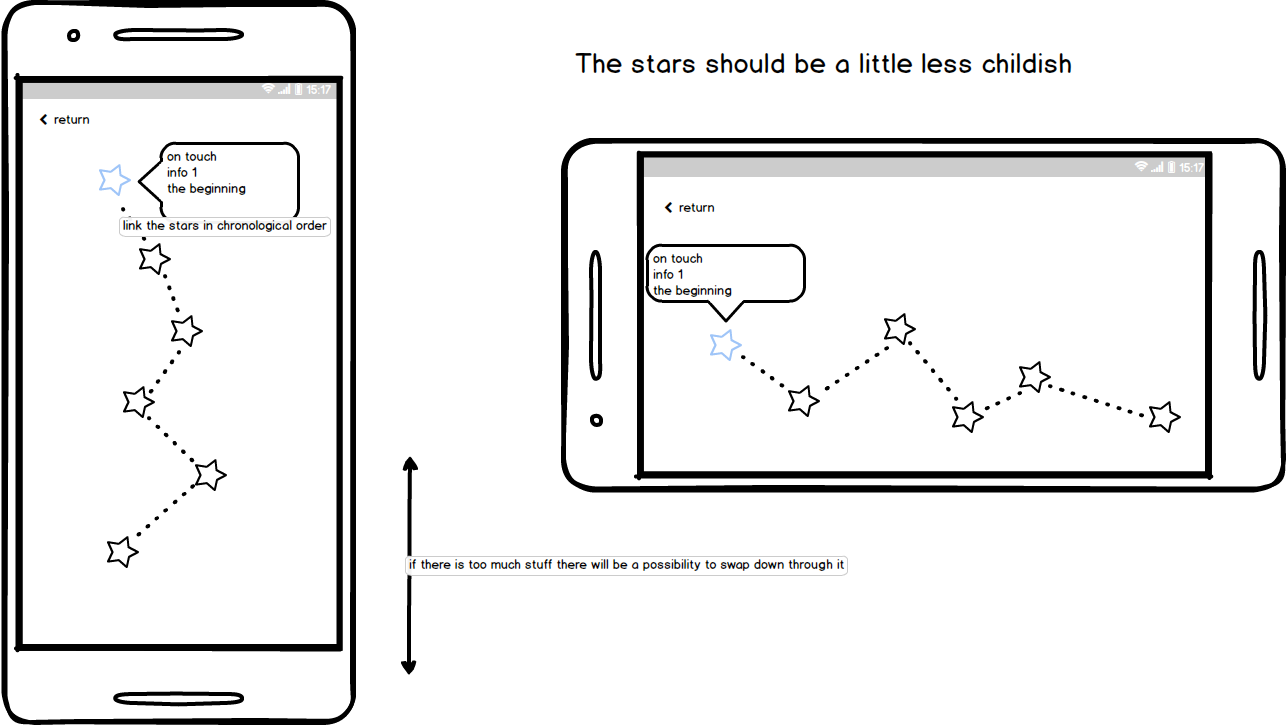 15:17
return
on touch
info 1
the beginning
link the stars in chronological order
The stars should be a little less childish
15:17
return
on touch
info 1
the beginning
if there is too much stuff there will be a possibility to swap down through it